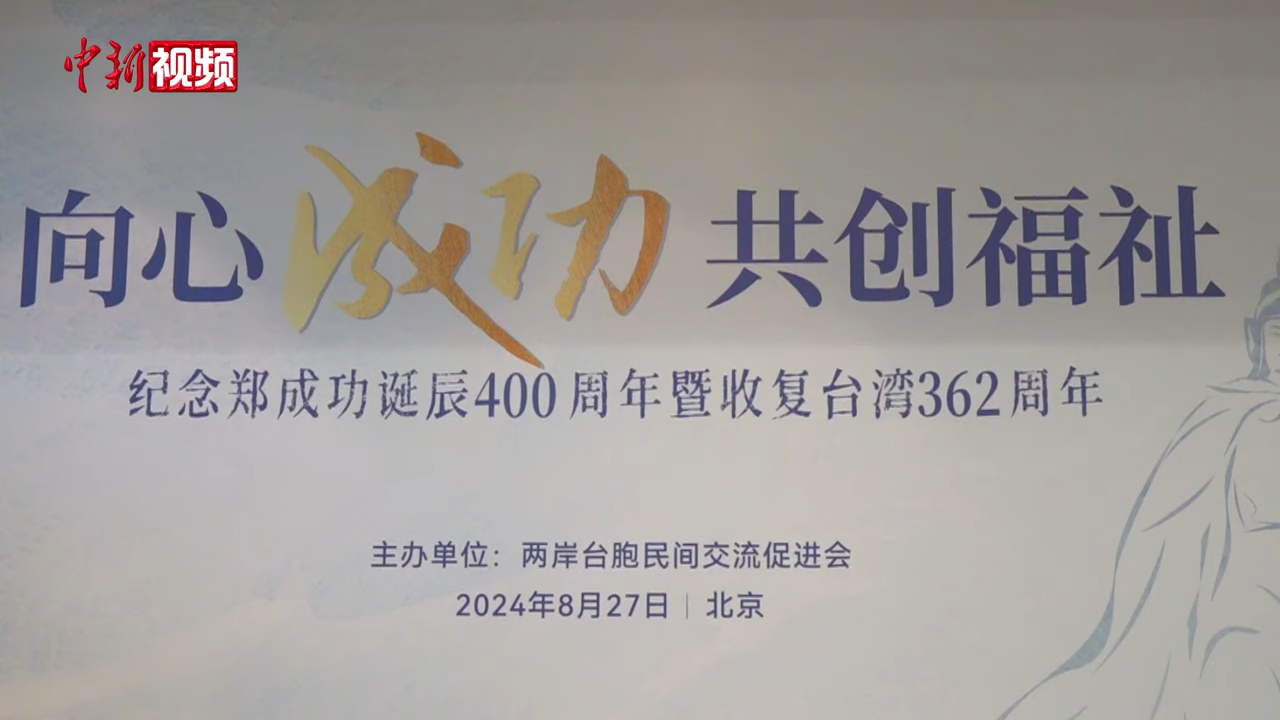 中新视频
向心成功 共创福祉
纪念郑成功诞辰400周年暨收复台湾362周年
主办单位：两岸台胞民间交流促进会
2024年8月27日 | 北京